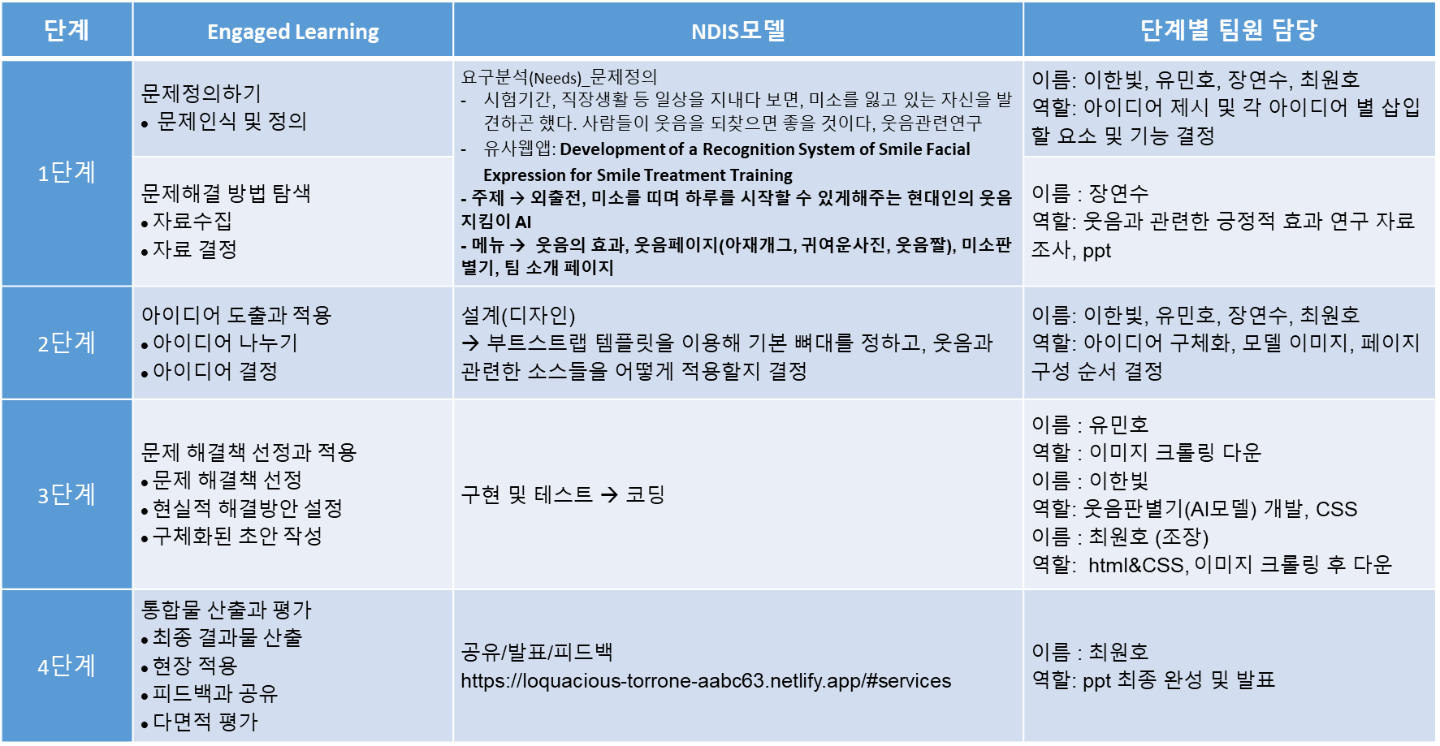 단계
Engaged Learning
NDIS모델
단계별 팀원 담당
1단계
문제정의하기
• 문제인식 및 정의
문제해결 방법 탐색
• 자료수집
• 자료 결정
요구분석(Needs)_문제정의
- 시험기간, 직장생활 등 일상을 지내다 보면, 미소를 잃고 있는 자신을 발
견하곤 했다. 사람들이 웃음을 되찾으면 좋을 것이다, 웃음관련연구
- 유사웹앱: Development of a Recognition System of Smile Facial
Expression for Smile Treatment Training
- 주제 → 외출전, 미소를 띠며 하루를 시작할 수 있게해주는 현대인의 웃음
지킴이 AI
- 메뉴 → 웃음의 효과, 웃음페이지(아재개그, 귀여운사진, 웃음짤), 미소판
별기, 팀 소개 페이지
이름: 이한빛, 유민호, 장연수, 최원호
역할: 아이디어 제시 및 각 아이디어 별 삽입
할 요소 및 기능 결정
이름 : 장연수
역할: 웃음과 관련한 긍정적 효과 연구 자료
조사, ppt
2단계
아이디어 도출과 적용
• 아이디어 나누기
• 아이디어 결정
설계(디자인)
→ 부트스트랩 템플릿을 이용해 기본 뼈대를 정하고, 웃음과
관련한 소스들을 어떻게 적용할지 결정
이름: 이한빛, 유민호, 장연수, 최원호
역할: 아이디어 구체화, 모델 이미지, 페이지
구성 순서 결정
3단계
문제 해결책 선정과 적용
• 문제 해결책 선정
• 현실적 해결방안 설정
• 구체화된 초안 작성
구현 및 테스트 → 코딩
이름 : 유민호
역할 : 이미지 크롤링 다운
이름 : 이한빛
역할: 웃음판별기(AI모델) 개발, CSS
이름 : 최원호 (조장)
역할: html&CSS, 이미지 크롤링 후 다운
4단계
통합물 산출과 평가
• 최종 결과물 산출
• 현장 적용
• 피드백과 공유
• 다면적 평가
공유/발표/피드백
https://loquacious-torrone-aabc63.netlify.app/#services
이름 : 최원호
역할: ppt 최종 완성 및 발표